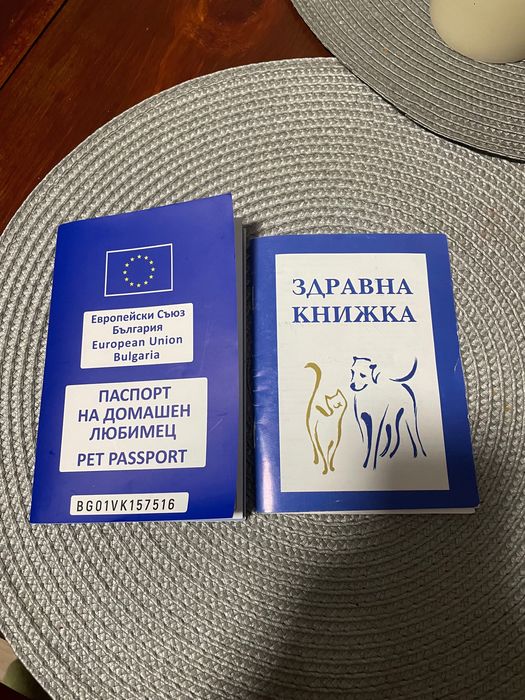 Европейски Съюз
България
European Union
Bulgaria
ПАСПОРТ
НА ДОМАШЕН
ЛЮБИМЕЦ
PET PASSPORT
BG01VK157516
ЗДРАВНА
КНИЖКА